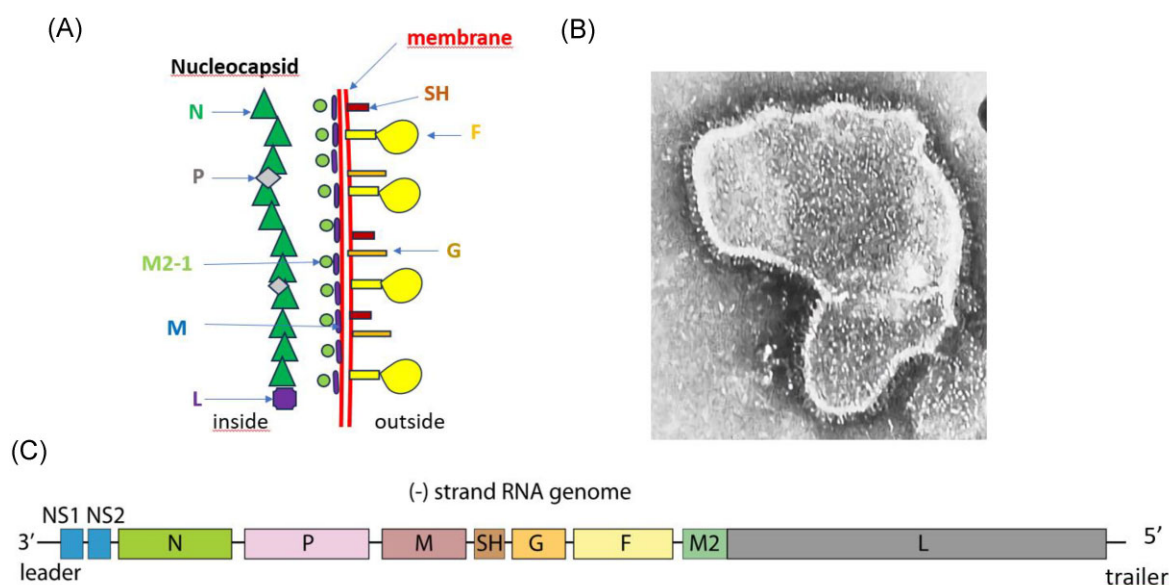 (A)
(B)
membrane
Nucleocapsid
N
SH
F
P
M2-1
G
M
L
inside
outside
(C)
(-) strand RNA genome
NS1 NS2
3′ N P M SH G F M2 L 5′
leader
trailer